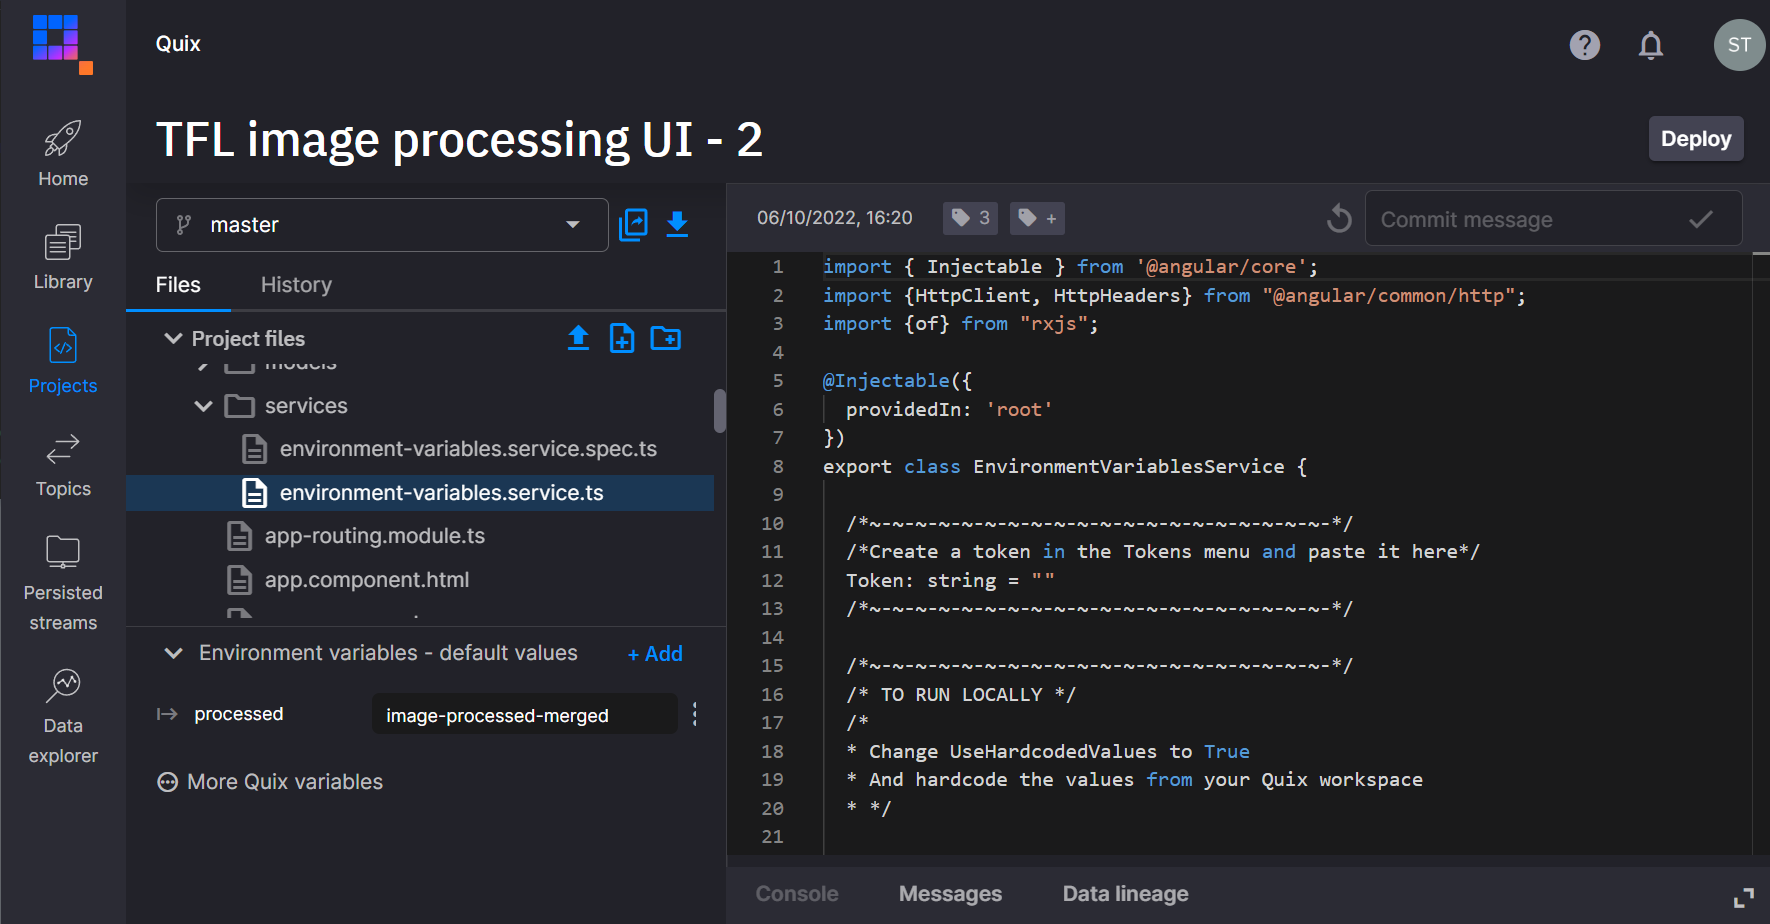 Quix
ST
TFL image processing UI - 2
Deploy
Home
Library
Projects
Topics
Persisted
streams
Data
explorer
master
Files
History
Project files
models
services
environment-variables.service.spec.ts
environment-variables.service.ts
app-routing.module.ts
app.component.html
Environment variables - default values
+ Add
processed
image-processed-merged
More Quix variables
06/10/2022, 16:20
3
+
Commit message
1 import { Injectable } from '@angular/core';
2 import {HttpClient, HttpHeaders} from "@angular/common/http";
3 import {of} from "rxjs";
4
5 @Injectable({
6 providedIn: 'root'
7 })
8 export class EnvironmentVariablesService {
9
10 /*~-~-~-~-~-~-~-~-~-~-~-~-~-~-~-~-~-~-~-~-*/
11 /*Create a token in the Tokens menu and paste it here*/
12 Token: string = ""
13 /*~-~-~-~-~-~-~-~-~-~-~-~-~-~-~-~-~-~-~-~-*/
14
15 /*~-~-~-~-~-~-~-~-~-~-~-~-~-~-~-~-~-~-~-~-*/
16 /* TO RUN LOCALLY */
17 /*
18 * Change UseHardcodedValues to True
19 * And hardcode the values from your Quix workspace
20 * */
21
Console
Messages
Data lineage